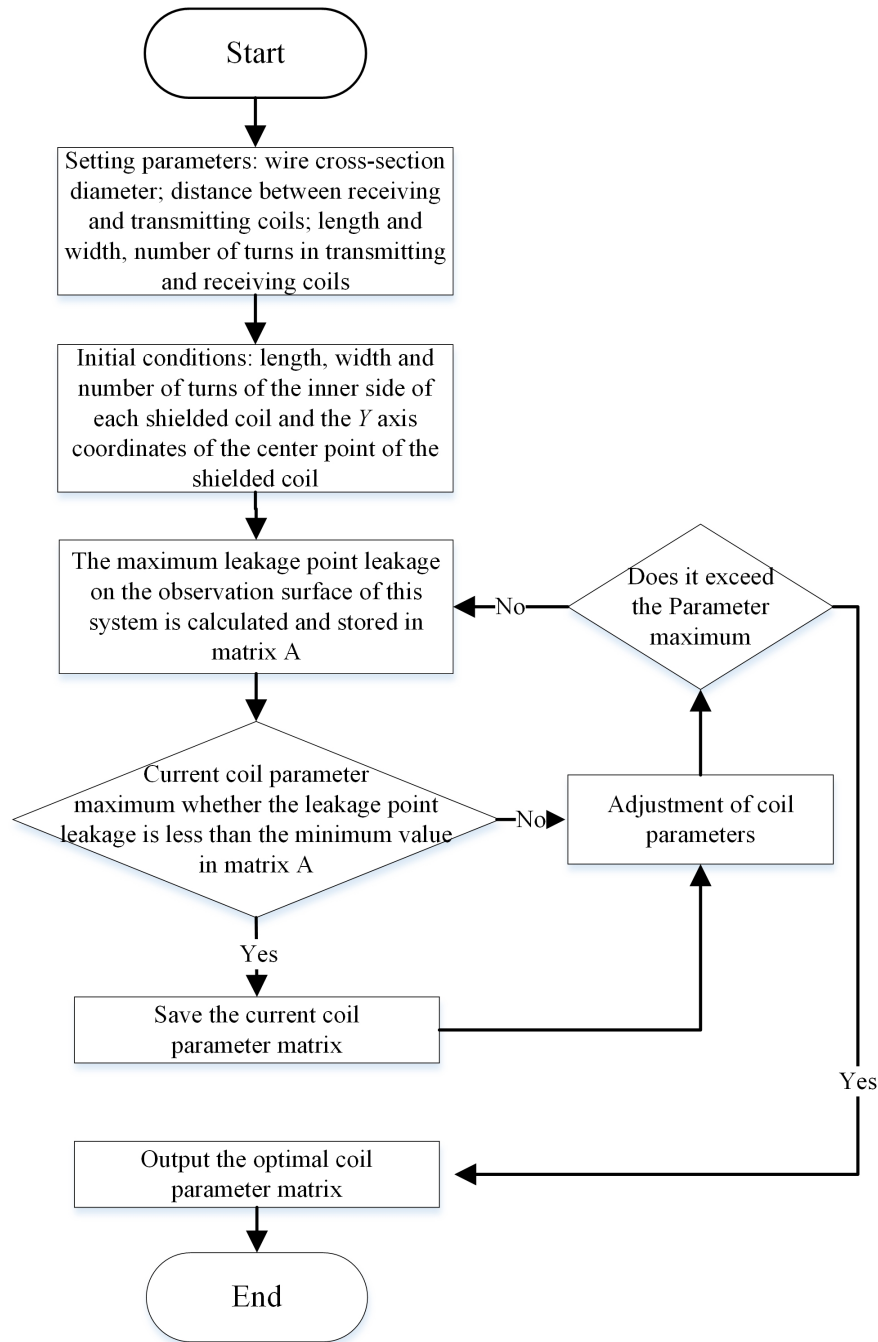 Start
Setting parameters: wire cross-section
diameter; distance between receiving
and transmitting coils; length and
width, number of turns in transmitting
and receiving coils
Initial conditions: length, width and
number of turns of the inner side of
each shielded coil and the Y axis
coordinates of the center point of the
shielded coil
The maximum leakage point leakage
on the observation surface of this
system is calculated and stored in
matrix A
Does it exceed
the Parameter
maximum
No
Current coil parameter
maximum whether the leakage point
leakage is less than the minimum value
in matrix A
No
Adjustment of coil
parameters
Yes
Save the current coil
parameter matrix
Yes
Output the optimal coil
parameter matrix
End